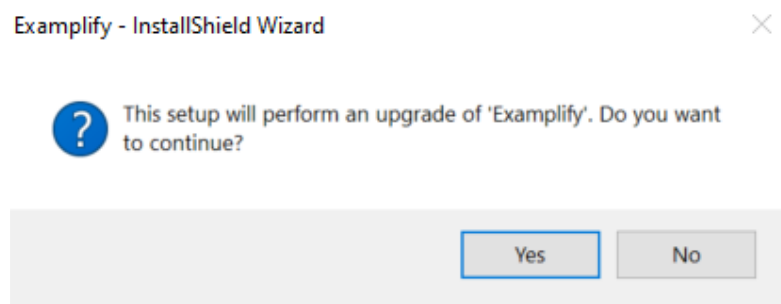 Examplify - InstallShield Wizard
?
This setup will perform an upgrade of 'Examplify'. Do you want
to continue?
Yes
No